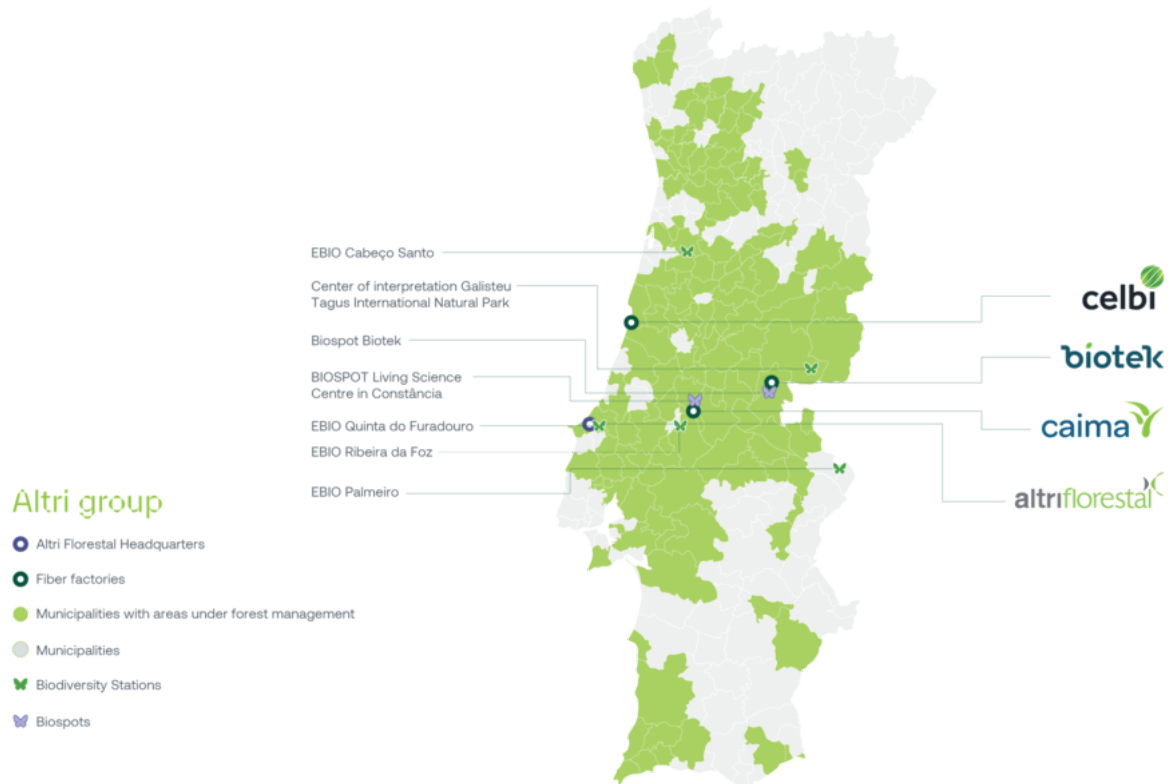 EBIO Cabeço Santo
Center of interpretation Galisteu
Tagus International Natural Park
Biospot Biotek
BIOSPOT Living Science
Centre in Constância
EBIO Quinta do Furadouro
EBIO Ribeira da Foz
EBIO Palmeiro
celbi
biotek
caima
altriflorestal
Altri group
Altri Florestal Headquarters
Fiber factories
Municipalities with areas under forest management
Municipalities
Biodiversity Stations
Biospots